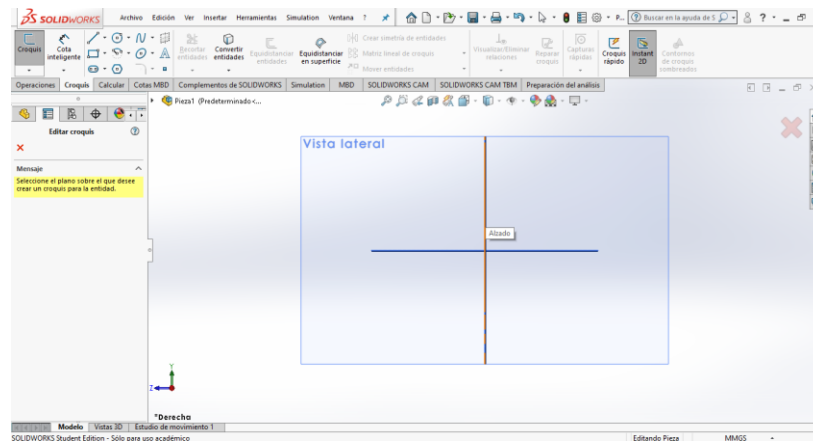 SOLIDWORKS Archivo Edición Ver Insertar Herramientas Simulation Ventana ? P... Buscar en la ayuda de S ?
Croquis Cota inteligente Recortar entidades Convertir entidades Equidistanciar entidades Equidistanciar en superficie Crear simetría de entidades Matriz lineal de croquis Mover entidades Visualizar/Eliminar relaciones Reparar croquis Capturas rápidas Croquis rápido Instant 2D Contornos de croquis sombreados
Operaciones Croquis Calcular Cotas MBD Complementos de SOLIDWORKS Simulation MBD SOLIDWORKS CAM SOLIDWORKS CAM TBM Preparación del análisis
Pieza1 (Predeterminado<...
Editar croquis
Mensaje
Seleccione el plano sobre el que desee
crear un croquis para la entidad.
Vista lateral
Alzado
Y
Z
*Derecha
Modelo Vistas 3D Estudio de movimiento 1
SOLIDWORKS Student Edition - Sólo para uso académico Editando Pieza MMGS